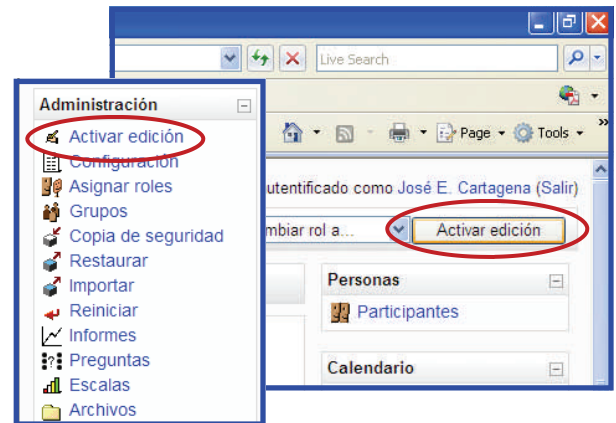 Live Search
Page Tools »
utentificado como José E. Cartagena (Salir)
mbiar rol a... Activar edición
Personas
Participantes
Calendario
Administración
Activar edición
Configuración
Asignar roles
Grupos
Copia de seguridad
Restaurar
Importar
Reiniciar
Informes
Preguntas
Escalas
Archivos